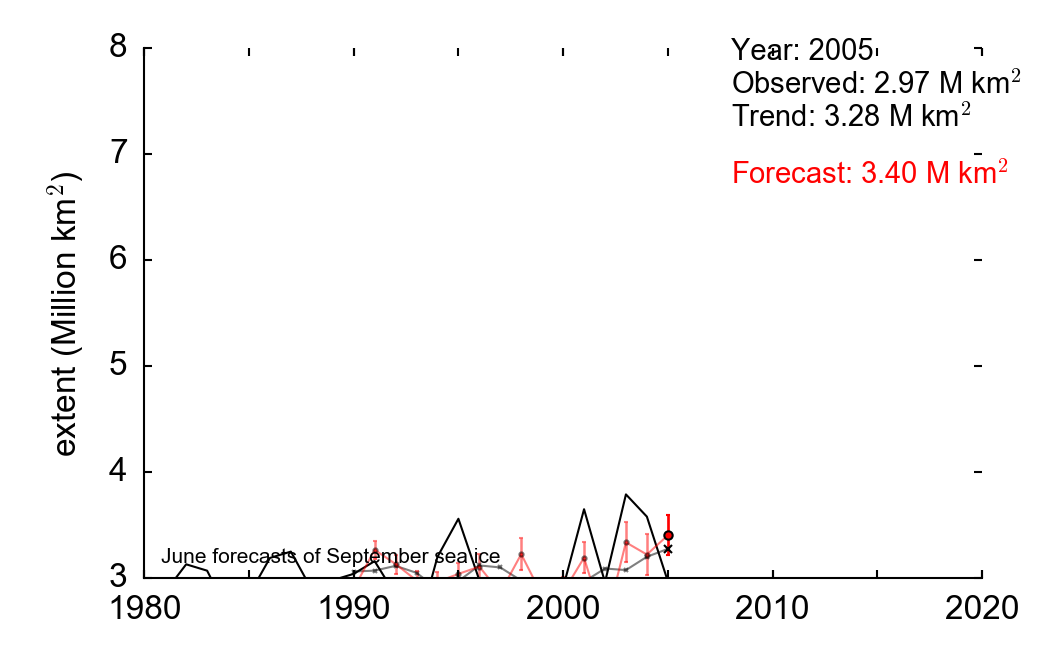 8
7
6
5
4
3
extent (Million km²)
Year: 2005
Observed: 2.97 M km²
Trend: 3.28 M km²
Forecast: 3.40 M km²
June forecasts of September sea ice
1980 1990 2000 2010 2020